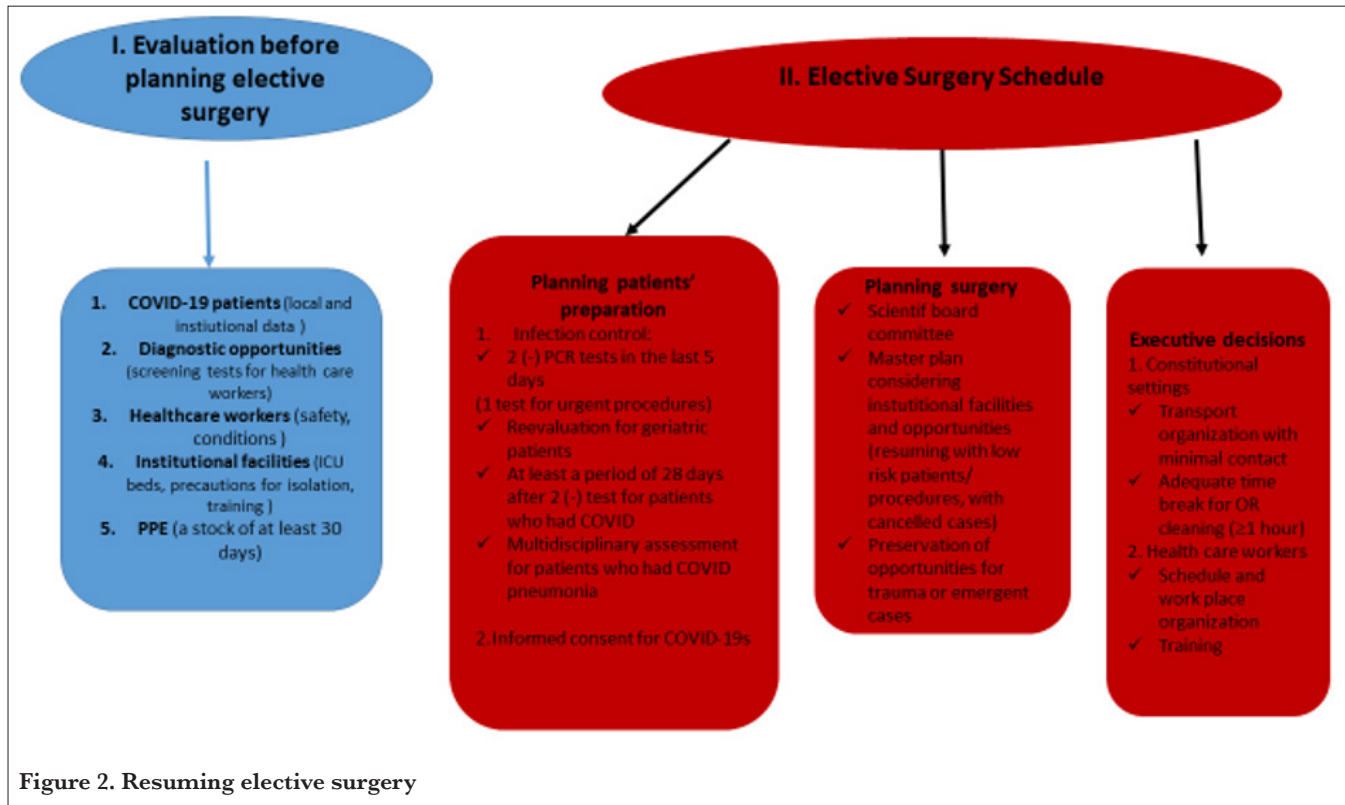 I. Evaluation before
planning elective
surgery
1. COVID-19 patients (local and
instiutional data )
2. Diagnostic opportunities
(screening tests for health care
workers)
3. Healthcare workers (safety,
conditions )
4. Institutional facilities (ICU
beds, precautions for isolation,
training )
5. PPE (a stock of at least 30
days)
II. Elective Surgery Schedule
Planning patients'
preparation
1. Infection control:
✓ 2 (-) PCR tests in the last 5
days
(1 test for urgent procedures)
✓ Reevaluation for geriatric
patients
✓ At least a period of 28 days
after 2 (-) test for patients
who had COVID
✓ Multidisciplinary assessment
for patients who had COVID
pneumonia
2.Informed consent for COVID-19s
Planning surgery
✓ Scientif board
committee
✓ Master plan
considering
instutitional facilities
and opportunities
(resuming with low
risk patients/
procedures, with
cancelled cases)
✓ Preservation of
opportunities for
trauma or emergent
cases
Executive decisions
1. Constitutional
settings
✓ Transport
organization with
minimal contact
✓ Adequate time
break for OR
cleaning (≥1 hour)
2. Health care workers
✓ Schedule and
work place
organization
✓ Training
Figure 2. Resuming elective surgery